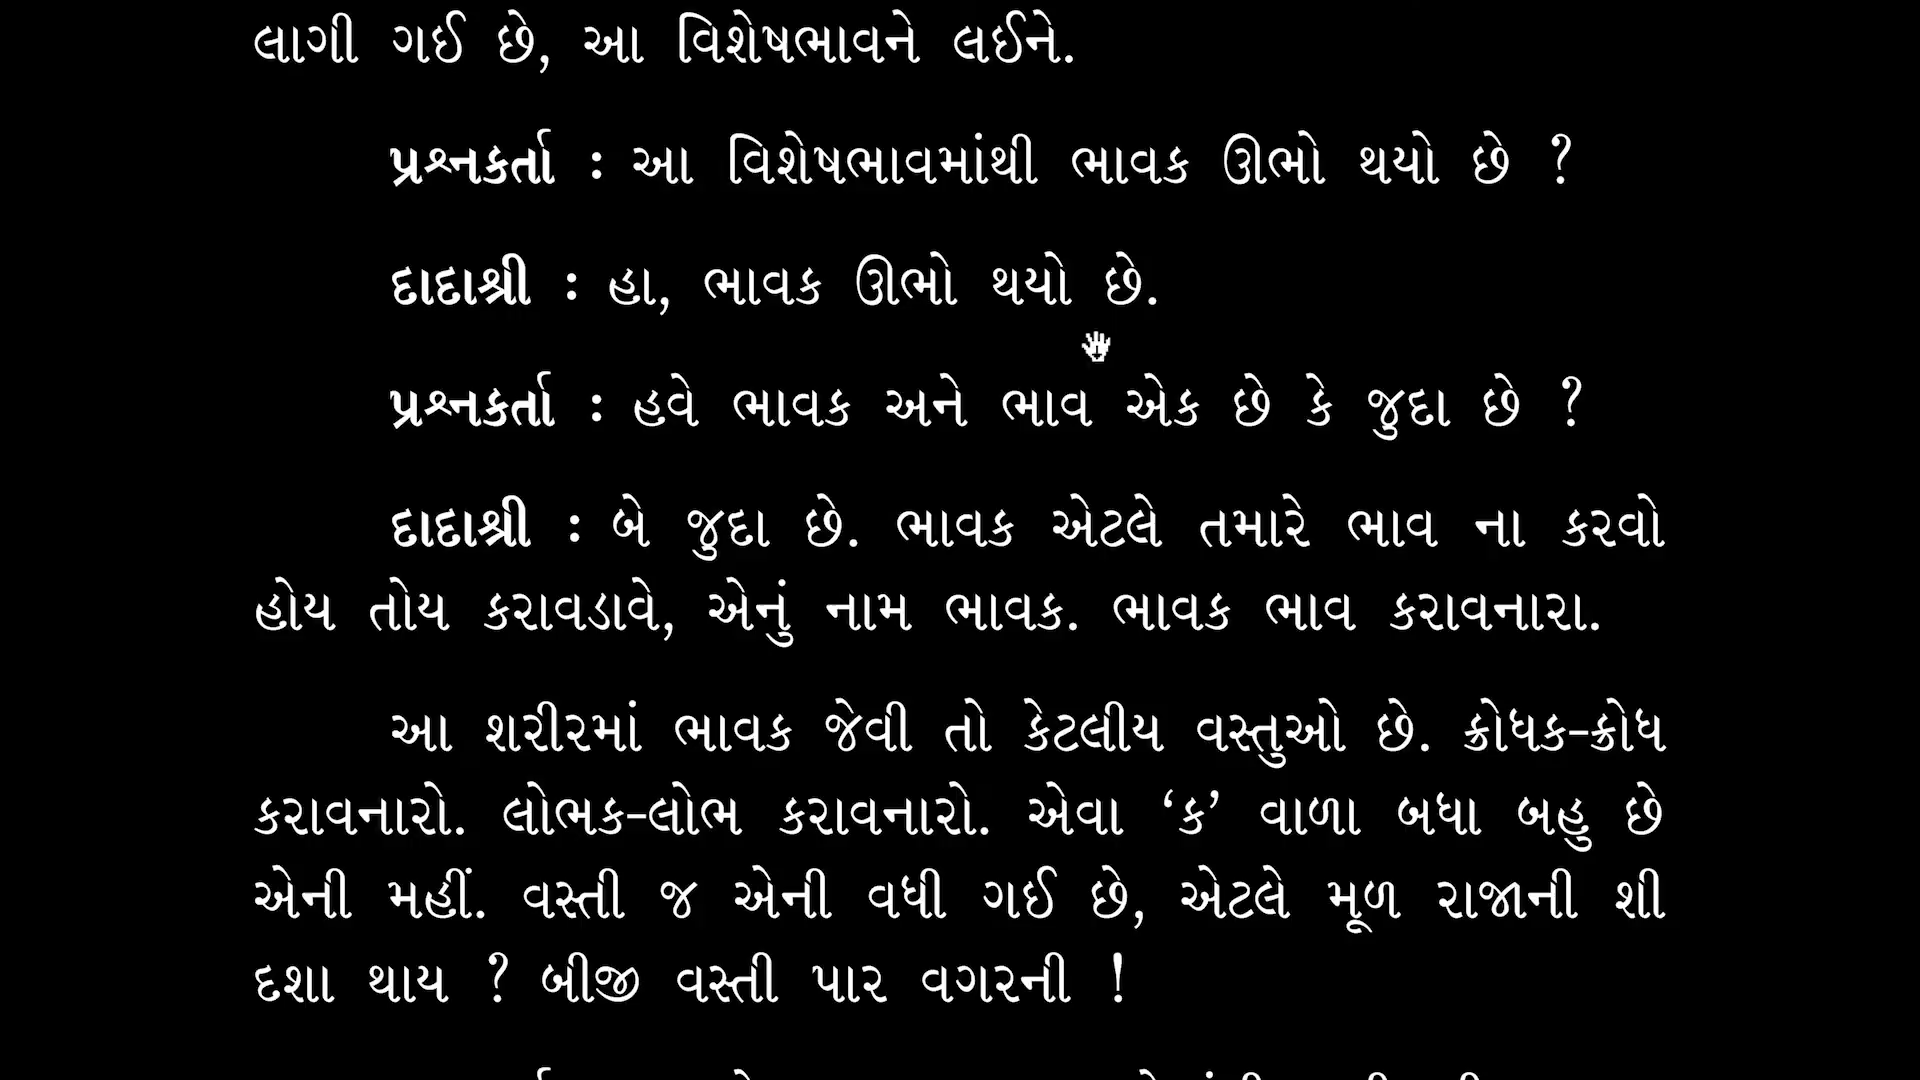 લાગી ગઈ છે, આ વિશેષભાવને લઈને.
પ્રશ્નકર્તા : આ વિશેષભાવમાંથી ભાવક ઊભો થયો છે ?
દાદાશ્રી : હા, ભાવક ઊભો થયો છે.
પ્રશ્નકર્તા : હવે ભાવક અને ભાવ એક છે કે જુદા છે ?
દાદાશ્રી : બે જુદા છે. ભાવક એટલે તમારે ભાવ ના કરવો
હોય તોય કરાવડાવે, એનું નામ ભાવક. ભાવક ભાવ કરાવનારા.
આ શરીરમાં ભાવક જેવી તો કેટલીય વસ્તુઓ છે. ક્રોધક-ક્રોધ
કરાવનારો. લોભક-લોભ કરાવનારો. એવા ‘ક’ વાળા બધા બહુ છે
એની મહીં. વસ્તી જ એની વધી ગઈ છે, એટલે મૂળ રાજાની શી
દશા થાય ? બીજી વસ્તી પાર વગરની !